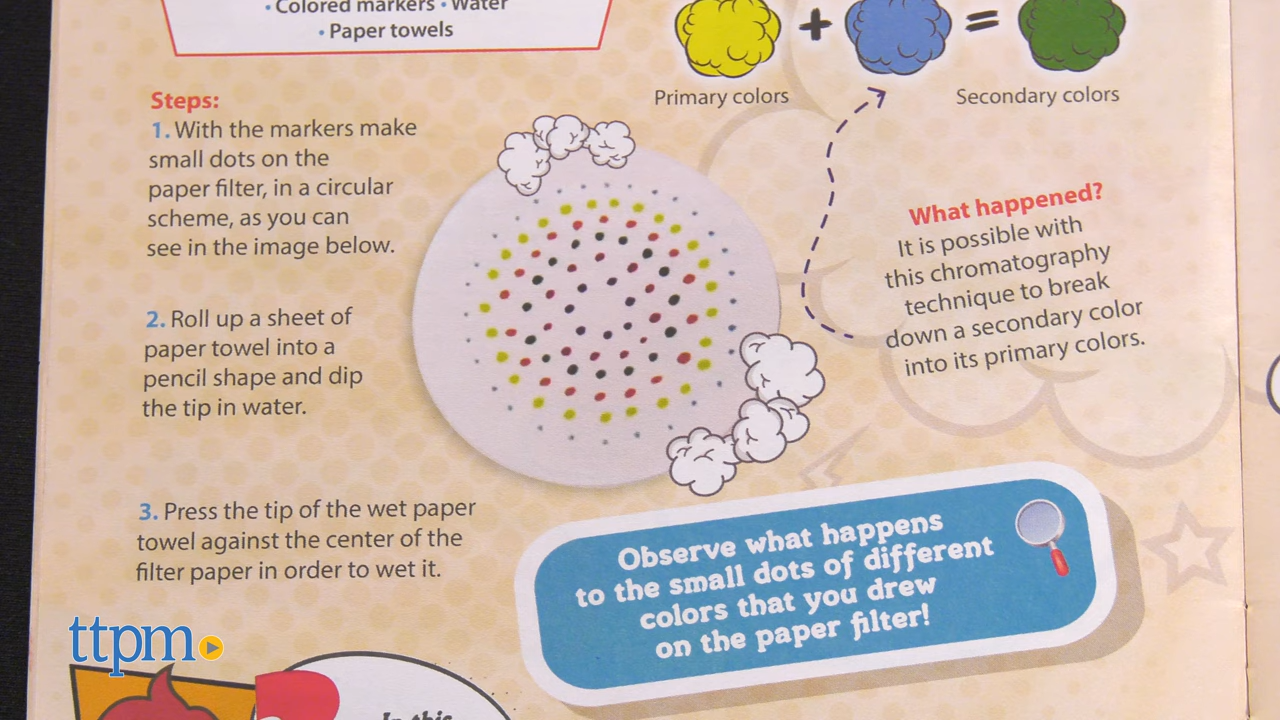 • Colored markers • Water
• Paper towels
+
=
Primary colors
Secondary colors
Steps:
1. With the markers make
small dots on the
paper filter, in a circular
scheme, as you can
see in the image below.
2. Roll up a sheet of
paper towel into a
pencil shape and dip
the tip in water.
3. Press the tip of the wet paper
towel against the center of the
filter paper in order to wet it.
What happened?
It is possible with
this chromatography
technique to break
down a secondary color
into its primary colors.
Observe what happens
to the small dots of different
colors that you drew
on the paper filter!
ttpm
In this